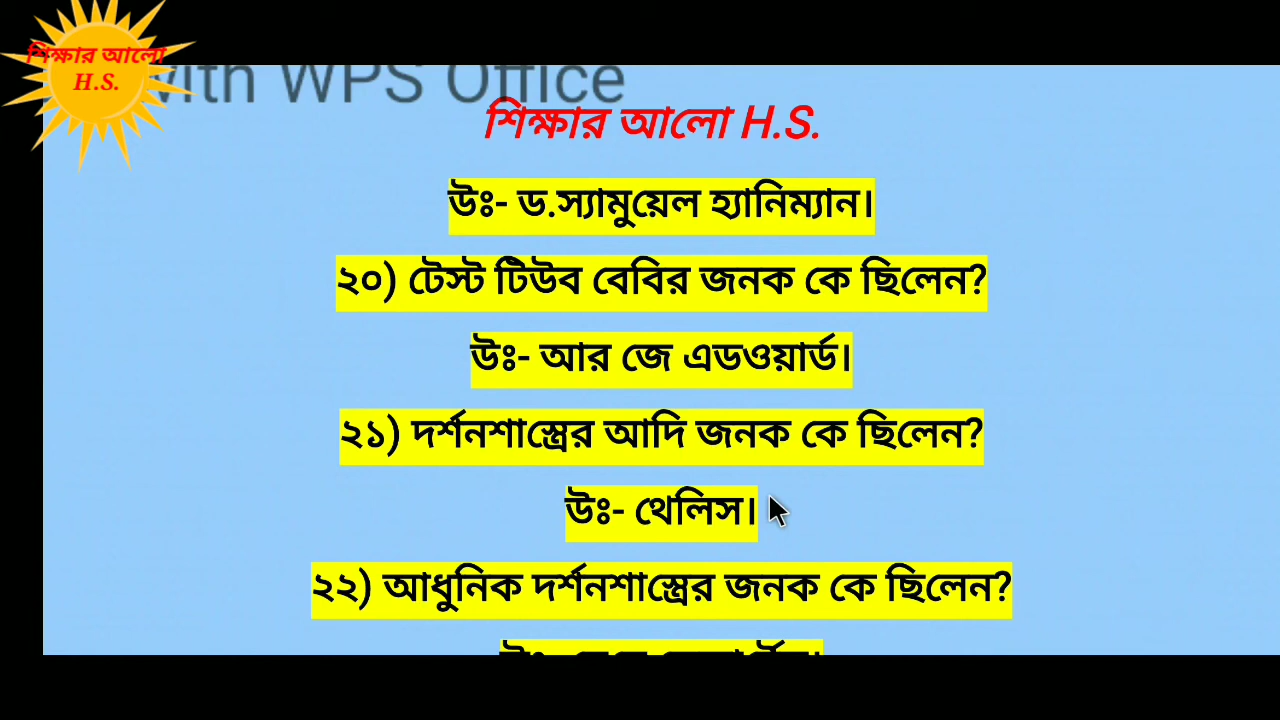 শিক্ষার আলো
H.S.
with WPS Office
শিক্ষার আলো H.S.
উঃ- ড.স্যামুয়েল হ্যানিম্যান।
২০) টেস্ট টিউব বেবির জনক কে ছিলেন?
উঃ- আর জে এডওয়ার্ড।
২১) দর্শনশাস্ত্রের আদি জনক কে ছিলেন?
উঃ- থেলিস।
২২) আধুনিক দর্শনশাস্ত্রের জনক কে ছিলেন?